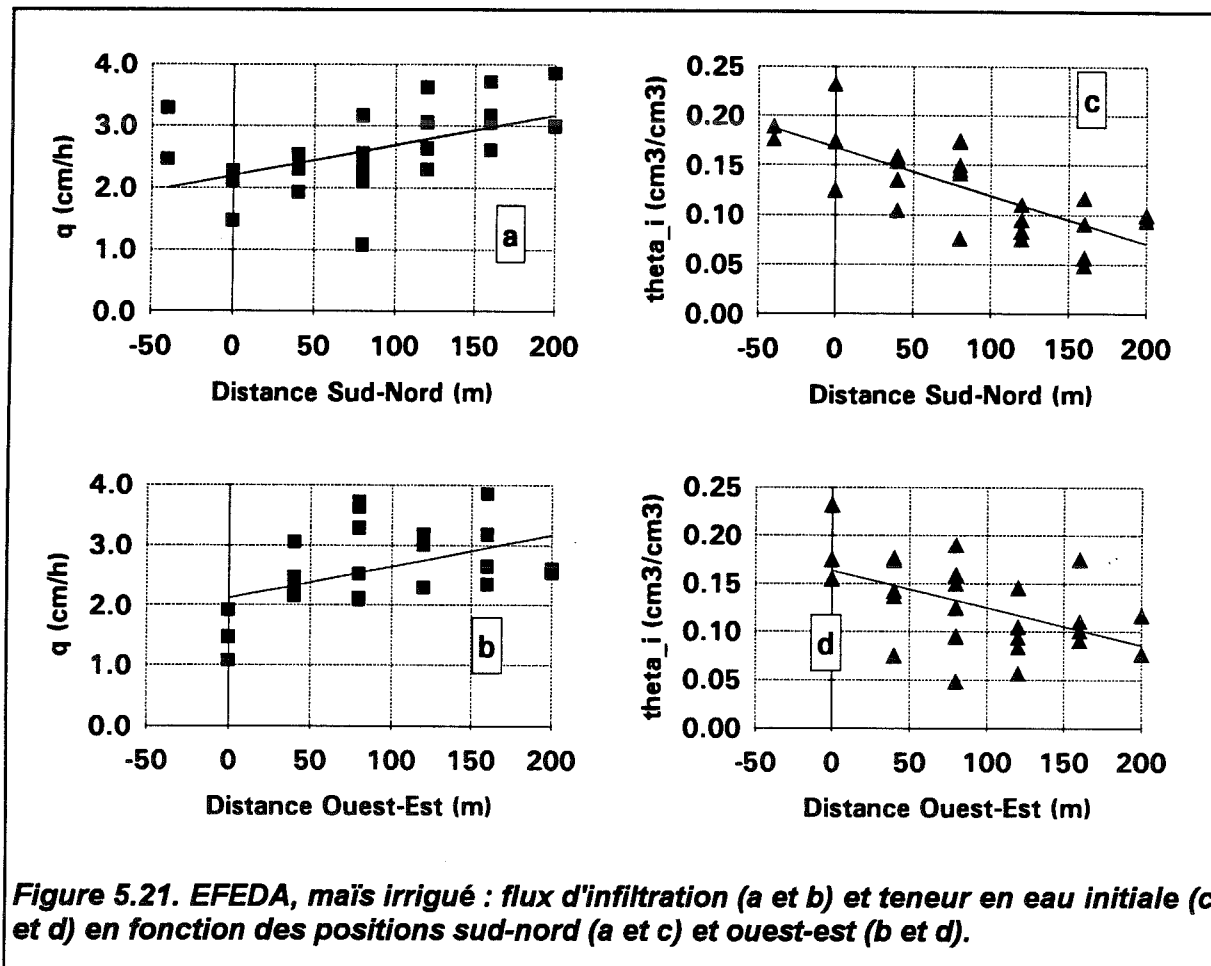 4.0
3.0
2.0
1.0
0.0
q (cm/h)
a
-50 0 50 100 150 200
Distance Sud-Nord (m)
0.25
0.20
0.15
0.10
0.05
0.00
theta_i (cm3/cm3)
c
-50 0 50 100 150 200
Distance Sud-Nord (m)
4.0
3.0
2.0
1.0
0.0
q (cm/h)
b
-50 0 50 100 150 200
Distance Ouest-Est (m)
0.25
0.20
0.15
0.10
0.05
0.00
theta_i (cm3/cm3)
d
-50 0 50 100 150 200
Distance Ouest-Est (m)
Figure 5.21. EFEDA, maïs irrigué : flux d'infiltration (a et b) et teneur en eau initiale (c
et d) en fonction des positions sud-nord (a et c) et ouest-est (b et d).